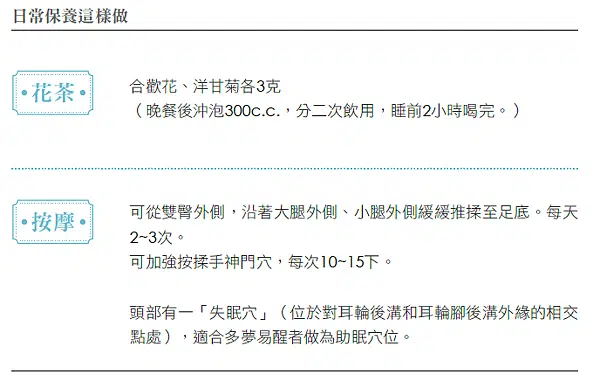 日常保養這樣做
花茶
合歡花、洋甘菊各3克
(晚餐後沖泡300c.c.,分二次飲用,睡前2小時喝完。)
按摩
可從雙臀外側,沿著大腿外側、小腿外側緩緩推揉至足底。每天
2~3次。
可加強按揉手神門穴,每次10~15下。
頭部有一「失眠穴」(位於對耳輪後溝和耳輪腳後溝外緣的相交
點處),適合多夢易醒者做為助眠穴位。